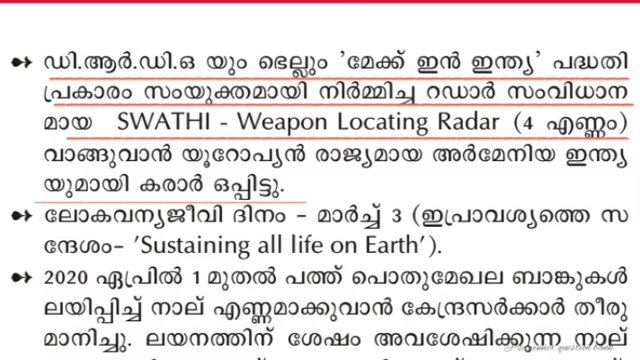 ➻ ഡി.ആർ.ഡി.ഒ യും ഭെല്ലും 'മേക്ക് ഇൻ ഇന്ത്യ' പദ്ധതി
പ്രകാരം സംയുക്തമായി നിർമ്മിച്ച റഡാർ സംവിധാന
മായ SWATHI - Weapon Locating Radar (4 എണ്ണം)
വാങ്ങുവാൻ യൂറോപ്യൻ രാജ്യമായ അർമേനിയ ഇന്ത്യ
യുമായി കരാർ ഒപ്പിട്ടു.
➻ ലോകവന്യജീവി ദിനം - മാർച്ച് 3 (ഇപ്രാവശ്യത്തെ സ
ന്ദേശം- 'Sustaining all life on Earth').
➻ 2020 ഏപ്രിൽ 1 മുതൽ പത്ത് പൊതുമേഖല ബാങ്കുകൾ
ലയിപ്പിച്ച് നാല് എണ്ണമാക്കുവാൻ കേന്ദ്രസർക്കാർ തീരു
മാനിച്ചു. ലയനത്തിന് ശേഷം അവശേഷിക്കുന്ന നാല്